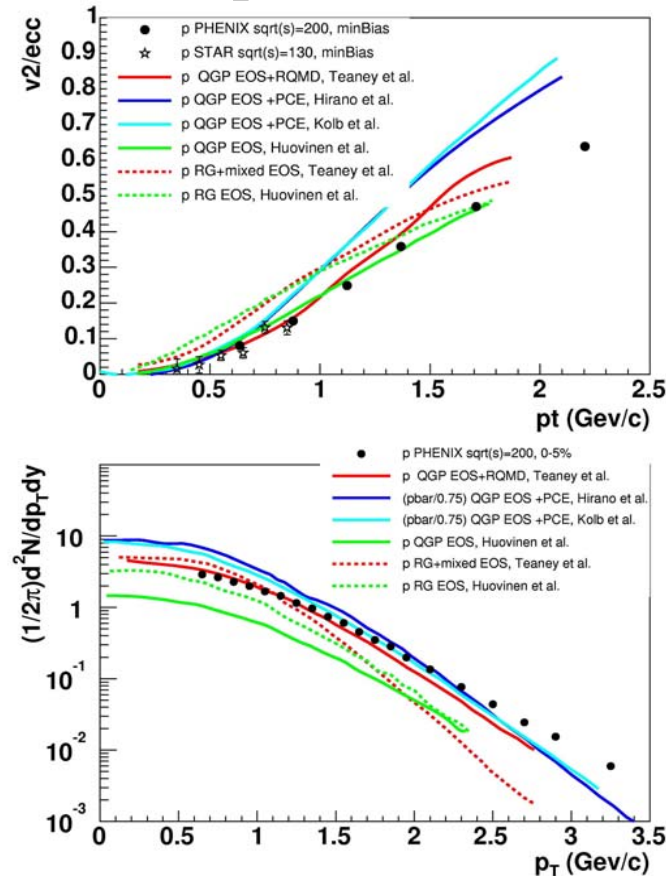 v2/ecc
1
0.9
0.8
0.7
0.6
0.5
0.4
0.3
0.2
0.1
0
p PHENIX sqrt(s)=200, minBias
p STAR sqrt(s)=130, minBias
p QGP EOS+RQMD, Teaney et al.
p QGP EOS +PCE, Hirano et al.
p QGP EOS +PCE, Kolb et al.
p QGP EOS, Huovinen et al.
p RG+mixed EOS, Teaney et al.
p RG EOS, Huovinen et al.
0 0.5 1 1.5 2 2.5
pt (Gev/c)
(1/2π)d²N/dp_T dy
10
1
10⁻¹
10⁻²
10⁻³
p PHENIX sqrt(s)=200, 0-5%
p QGP EOS+RQMD, Teaney et al.
(pbar/0.75) QGP EOS +PCE, Hirano et al.
(pbar/0.75) QGP EOS +PCE, Kolb et al.
p QGP EOS, Huovinen et al.
p RG+mixed EOS, Teaney et al.
p RG EOS, Huovinen et al.
0 0.5 1 1.5 2 2.5 3 3.5
p_T (Gev/c)